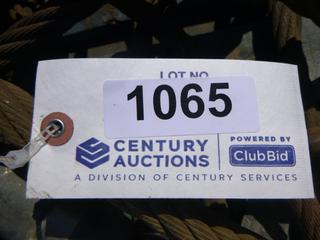 LOT NO.
1065
CENTURY AUCTIONS
POWERED BY
ClubBid
A DIVISION OF CENTURY SERVICES